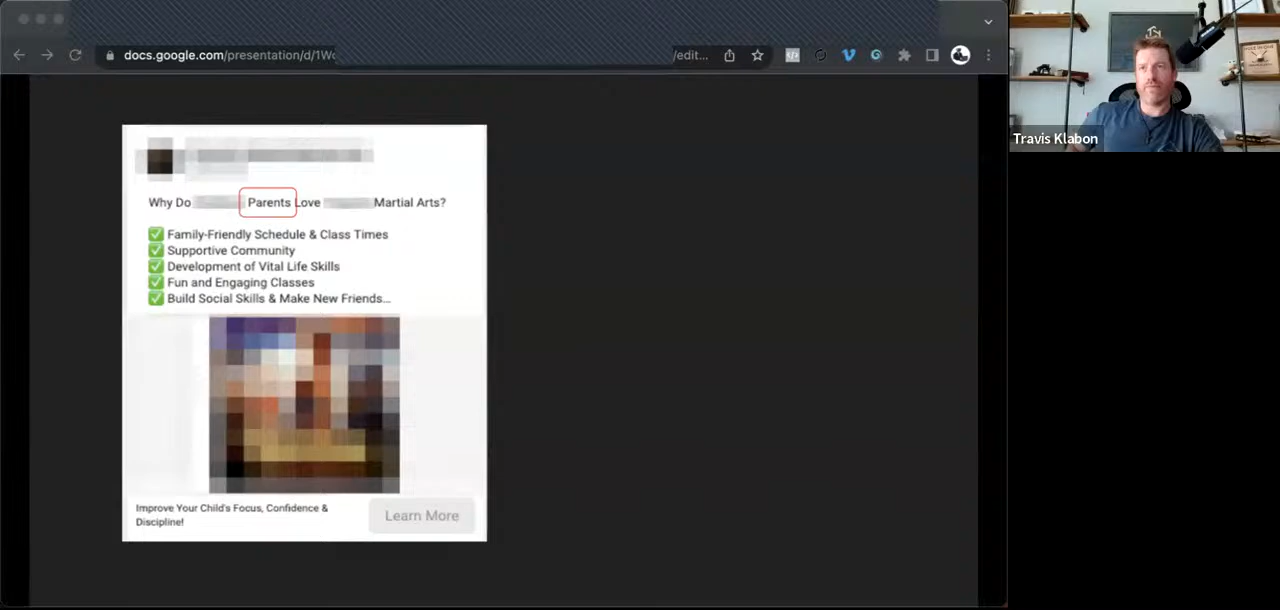 docs.google.com/presentation/d/1Wc
/edit...
Travis Klabon
Why Do Parents Love Martial Arts?
✅ Family-Friendly Schedule & Class Times
✅ Supportive Community
✅ Development of Vital Life Skills
✅ Fun and Engaging Classes
✅ Build Social Skills & Make New Friends...
Improve Your Child's Focus, Confidence &
Discipline!
Learn More